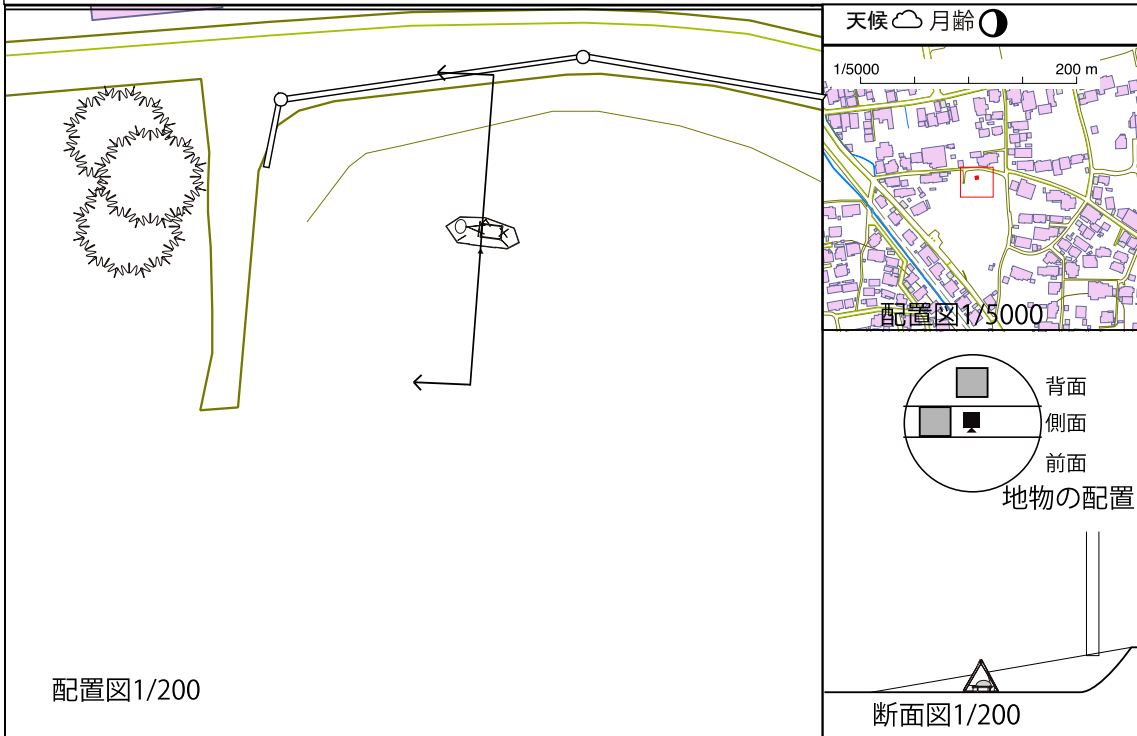 天候 月齢
1/5000 200 m
配置図1/5000
背面
側面
前面
地物の配置
配置図1/200
断面図1/200